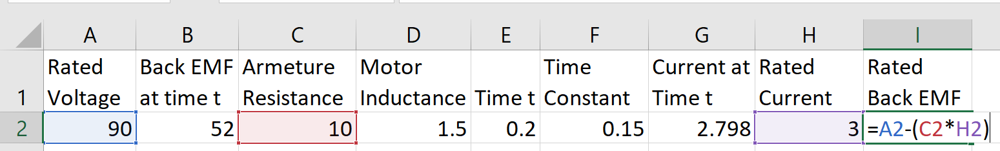 A B C D E F G H I
Rated Back EMF Armeture Motor Time Current at Rated Rated
1 Voltage at time t Resistance Inductance Time t Constant Time t Current Back EMF
2 90 52 10 1.5 0.2 0.15 2.798 3 =A2-(C2*H2)